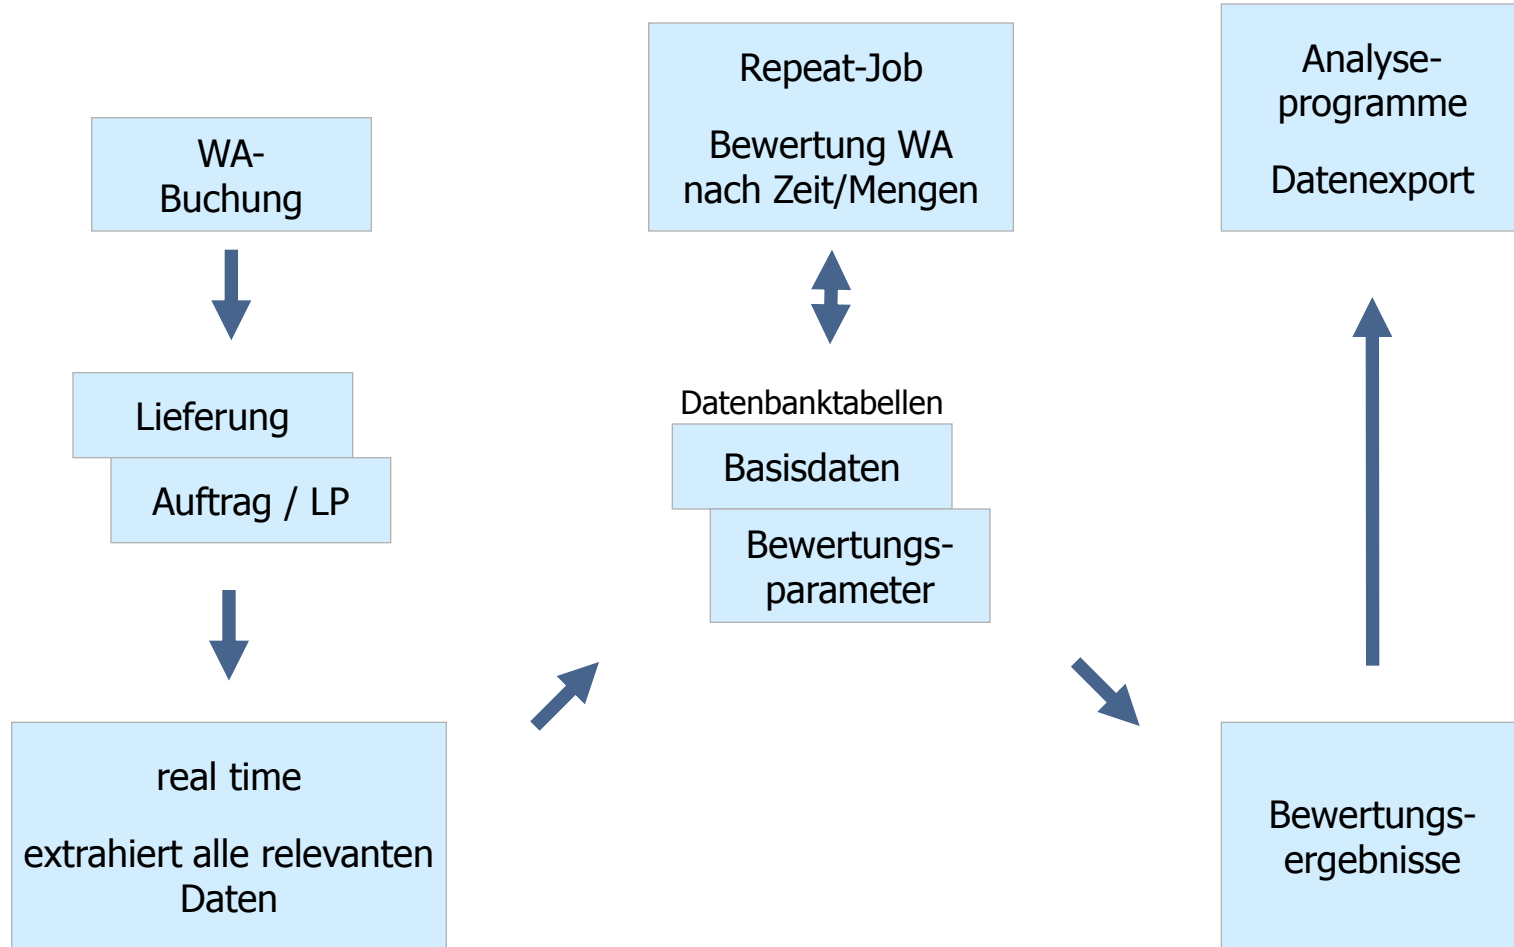 WA-
Buchung
Lieferung
Auftrag / LP
real time
extrahiert alle relevanten
Daten
Repeat-Job
Bewertung WA
nach Zeit/Mengen
Datenbanktabellen
Basisdaten
Bewertungs-
parameter
Analyse-
programme
Datenexport
Bewertungs-
ergebnisse